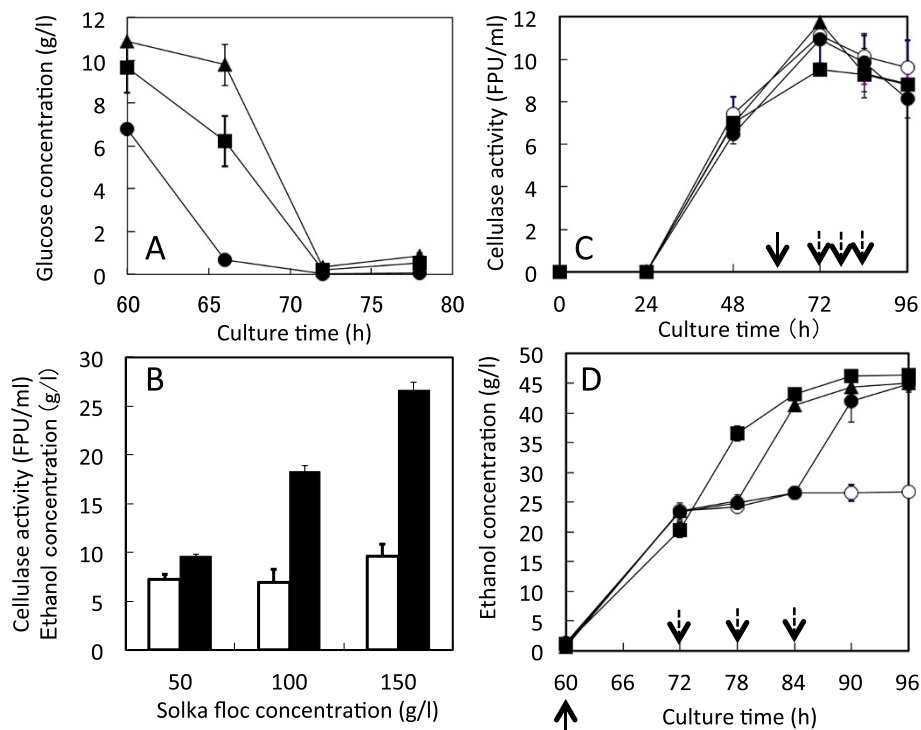 Glucose concentration (g/l)
12
10
8
6
4
2
0
A
60 65 70 75 80
Culture time (h)
Cellulase activity (FPU/ml)
12
10
8
6
4
2
0
C
0 24 48 72 96
Culture time (h)
Cellulase activity (FPU/ml)
Ethanol concentration (g/l)
30
25
20
15
10
5
0
B
50 100 150
Solka floc concentration (g/l)
Ethanol concentration (g/l)
50
45
40
35
30
25
20
15
10
5
0
D
60 66 72 78 84 90 96
Culture time (h)